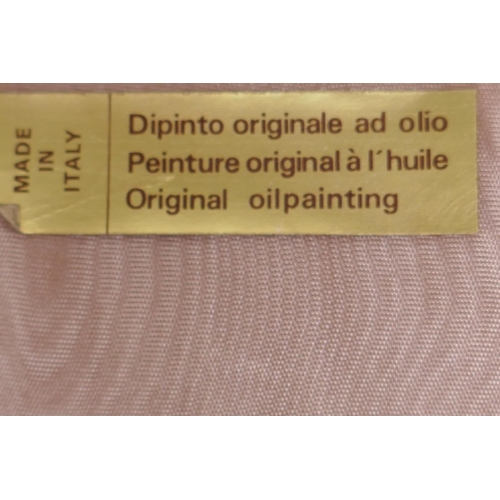 MADE
IN
ITALY
Dipinto originale ad olio
Peinture original à l´huile
Original oilpainting